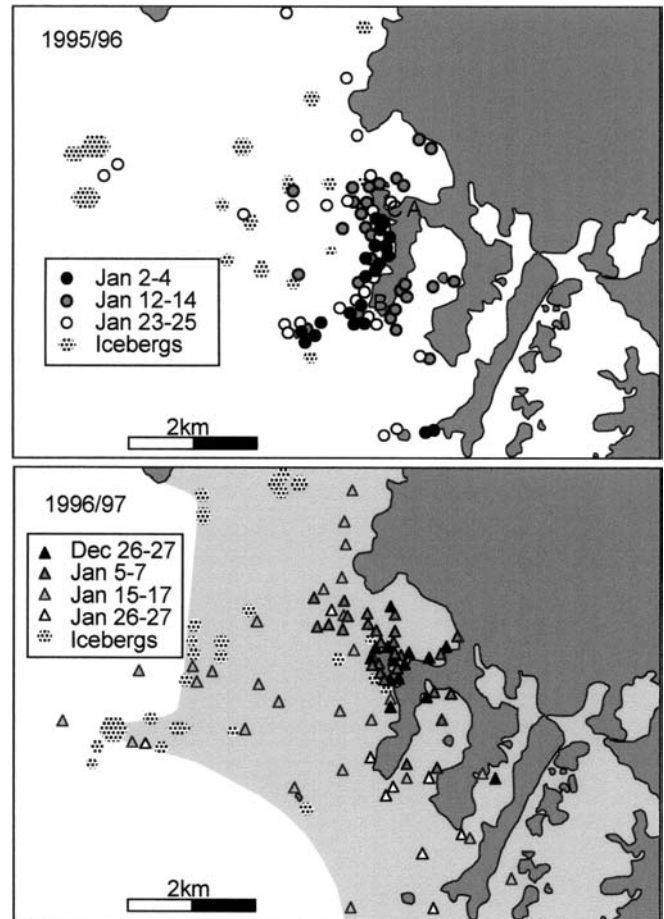 1995/96
C A
B
Jan 2-4
Jan 12-14
Jan 23-25
Icebergs
2km
1996/97
Dec 26-27
Jan 5-7
Jan 15-17
Jan 26-27
Icebergs
2km